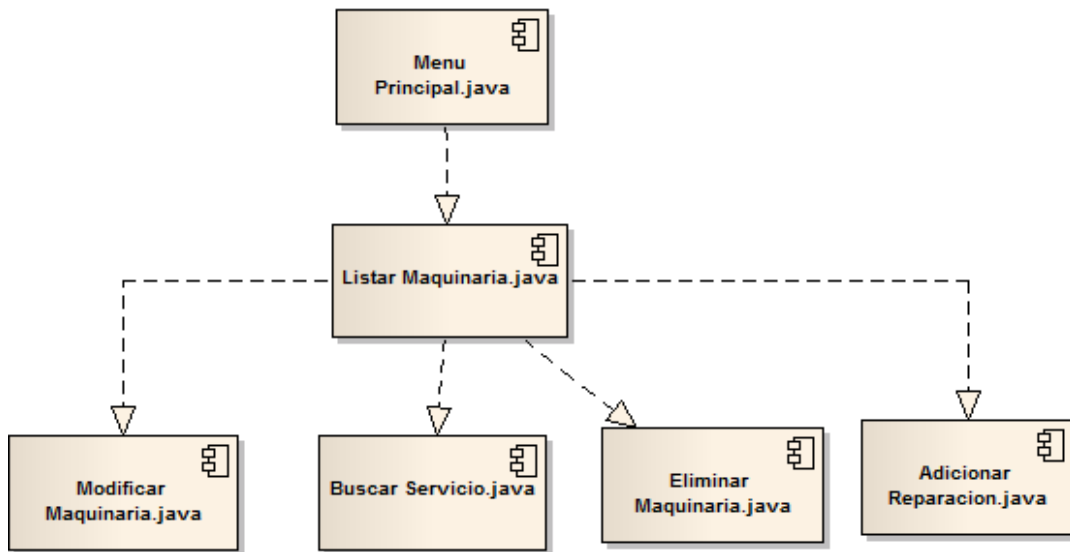 Menu
Principal.java
Listar Maquinaria.java
Modificar
Maquinaria.java
Buscar Servicio.java
Eliminar
Maquinaria.java
Adicionar
Reparacion.java